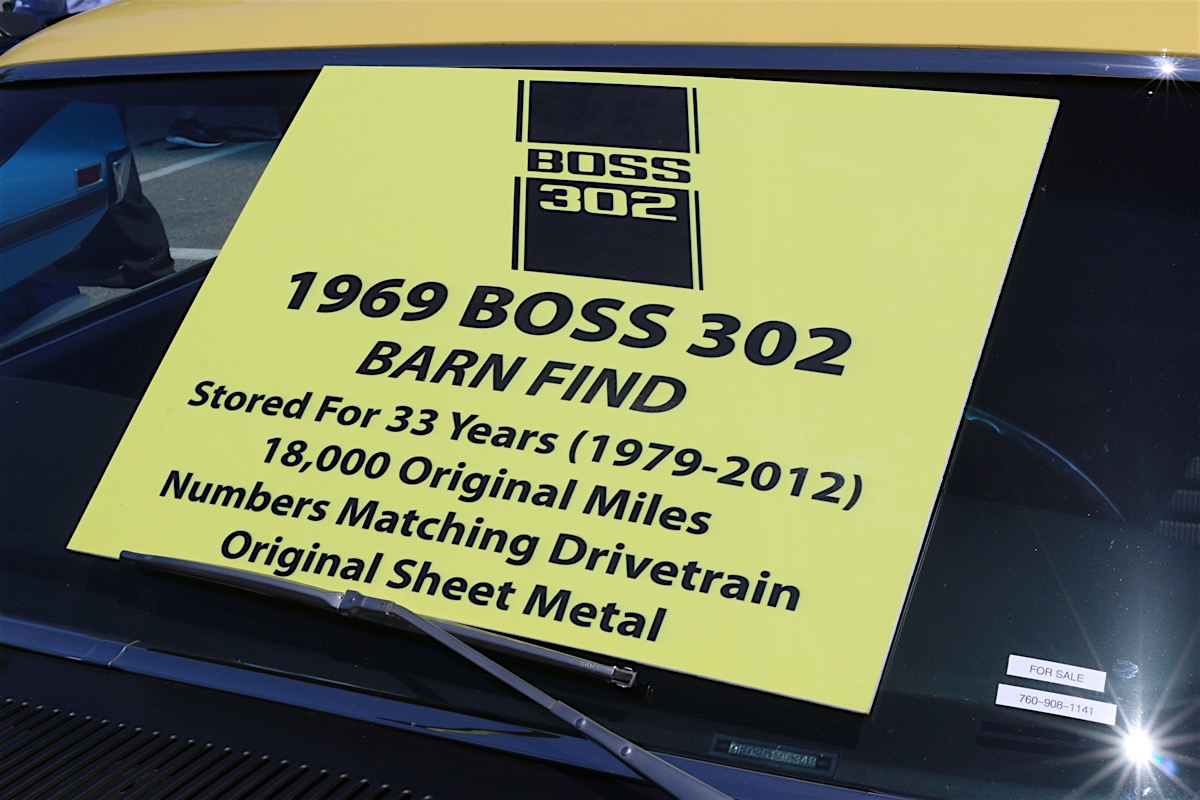 BOSS
302
1969 BOSS 302
BARN FIND
Stored For 33 Years (1979-2012)
18,000 Original Miles
Numbers Matching Drivetrain
Original Sheet Metal
FOR SALE
760-908-1141